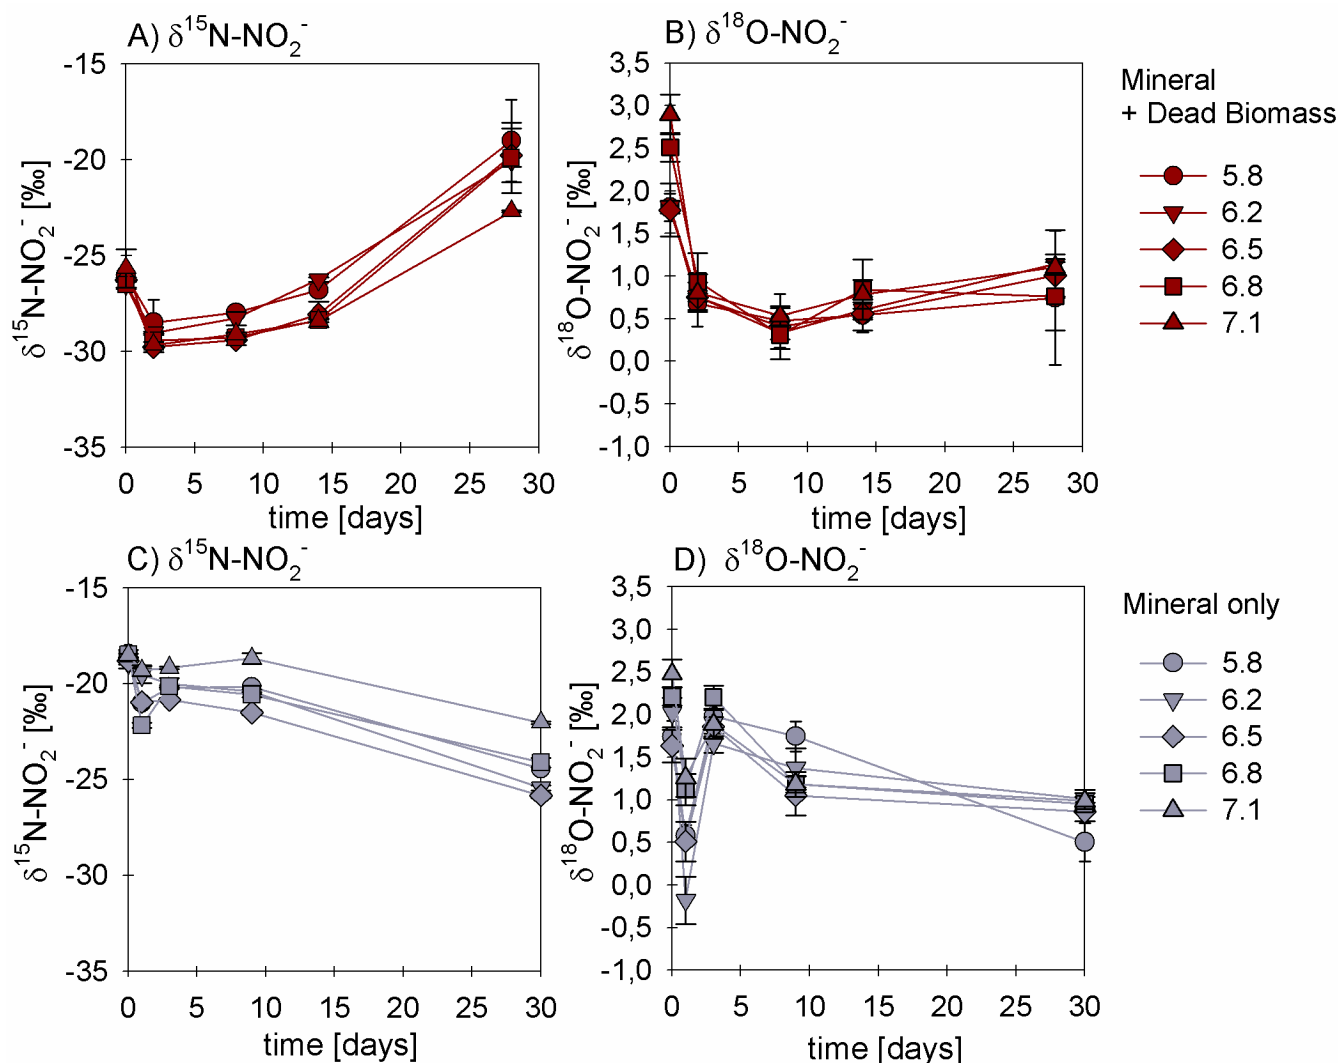 A) δ¹⁵N-NO₂⁻
B) δ¹⁸O-NO₂⁻
-15
-20
-25
-30
-35
δ¹⁵N-NO₂⁻ [‰]
0 5 10 15 20 25 30
time [days]
3,5
3,0
2,5
2,0
1,5
1,0
0,5
0,0
-0,5
-1,0
δ¹⁸O-NO₂⁻ [‰]
0 5 10 15 20 25 30
time [days]
Mineral
+ Dead Biomass
5.8
6.2
6.5
6.8
7.1
C) δ¹⁵N-NO₂⁻
D) δ¹⁸O-NO₂⁻
-15
-20
-25
-30
-35
δ¹⁵N-NO₂⁻ [‰]
0 5 10 15 20 25 30
time [days]
3,5
3,0
2,5
2,0
1,5
1,0
0,5
0,0
-0,5
-1,0
δ¹⁸O-NO₂⁻ [‰]
0 5 10 15 20 25 30
time [days]
Mineral only
5.8
6.2
6.5
6.8
7.1